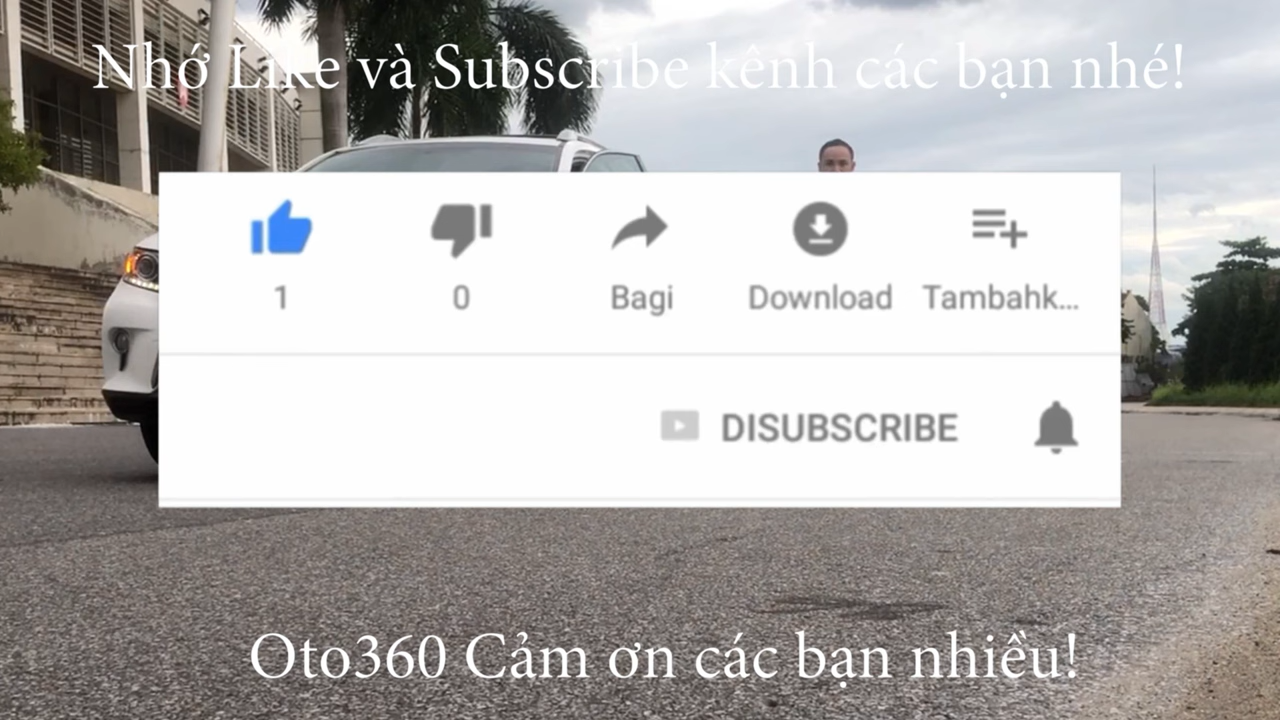 Nhớ Like và Subscribe kênh các bạn nhé!
1 0 Bagi Download Tambahk...
DISUBSCRIBE
Oto360 Cảm ơn các bạn nhiều!